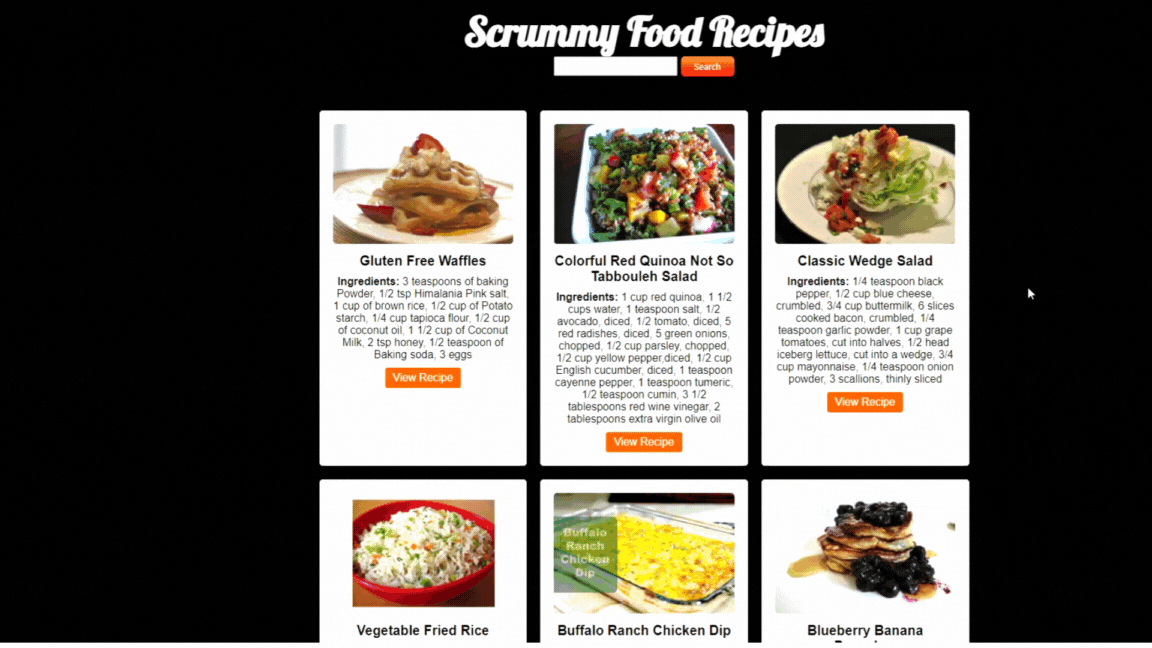 Scrummy Food Recipes
Search
Gluten Free Waffles
Ingredients: 3 teaspoons of baking
Powder, 1/2 tsp Himalania Pink salt,
1 cup of brown rice, 1/2 cup of Potato
starch, 1/4 cup tapioca flour, 1/2 cup
of coconut oil, 1 1/2 cup of Coconut
Milk, 2 tsp honey, 1/2 teaspoon of
Baking soda, 3 eggs
View Recipe
Colorful Red Quinoa Not So
Tabbouleh Salad
Ingredients: 1 cup red quinoa, 1 1/2
cups water, 1 teaspoon salt, 1/2
avocado, diced, 1/2 tomato, diced, 5
red radishes, diced, 5 green onions,
chopped, 1/2 cup parsley, chopped,
1/2 cup yellow pepper,diced, 1/2 cup
English cucumber, diced, 1 teaspoon
cayenne pepper, 1 teaspoon tumeric,
1/2 teaspoon cumin, 3 1/2
tablespoons red wine vinegar, 2
tablespoons extra virgin olive oil
View Recipe
Classic Wedge Salad
Ingredients: 1/4 teaspoon black
pepper, 1/2 cup blue cheese,
crumbled, 3/4 cup buttermilk, 6 slices
cooked bacon, crumbled, 1/4
teaspoon garlic powder, 1 cup grape
tomatoes, cut into halves, 1/2 head
iceberg lettuce, cut into a wedge, 3/4
cup mayonnaise, 1/4 teaspoon onion
powder, 3 scallions, thinly sliced
View Recipe
Vegetable Fried Rice
Buffalo
Ranch
Chicken
Dip
Buffalo Ranch Chicken Dip
Blueberry Banana